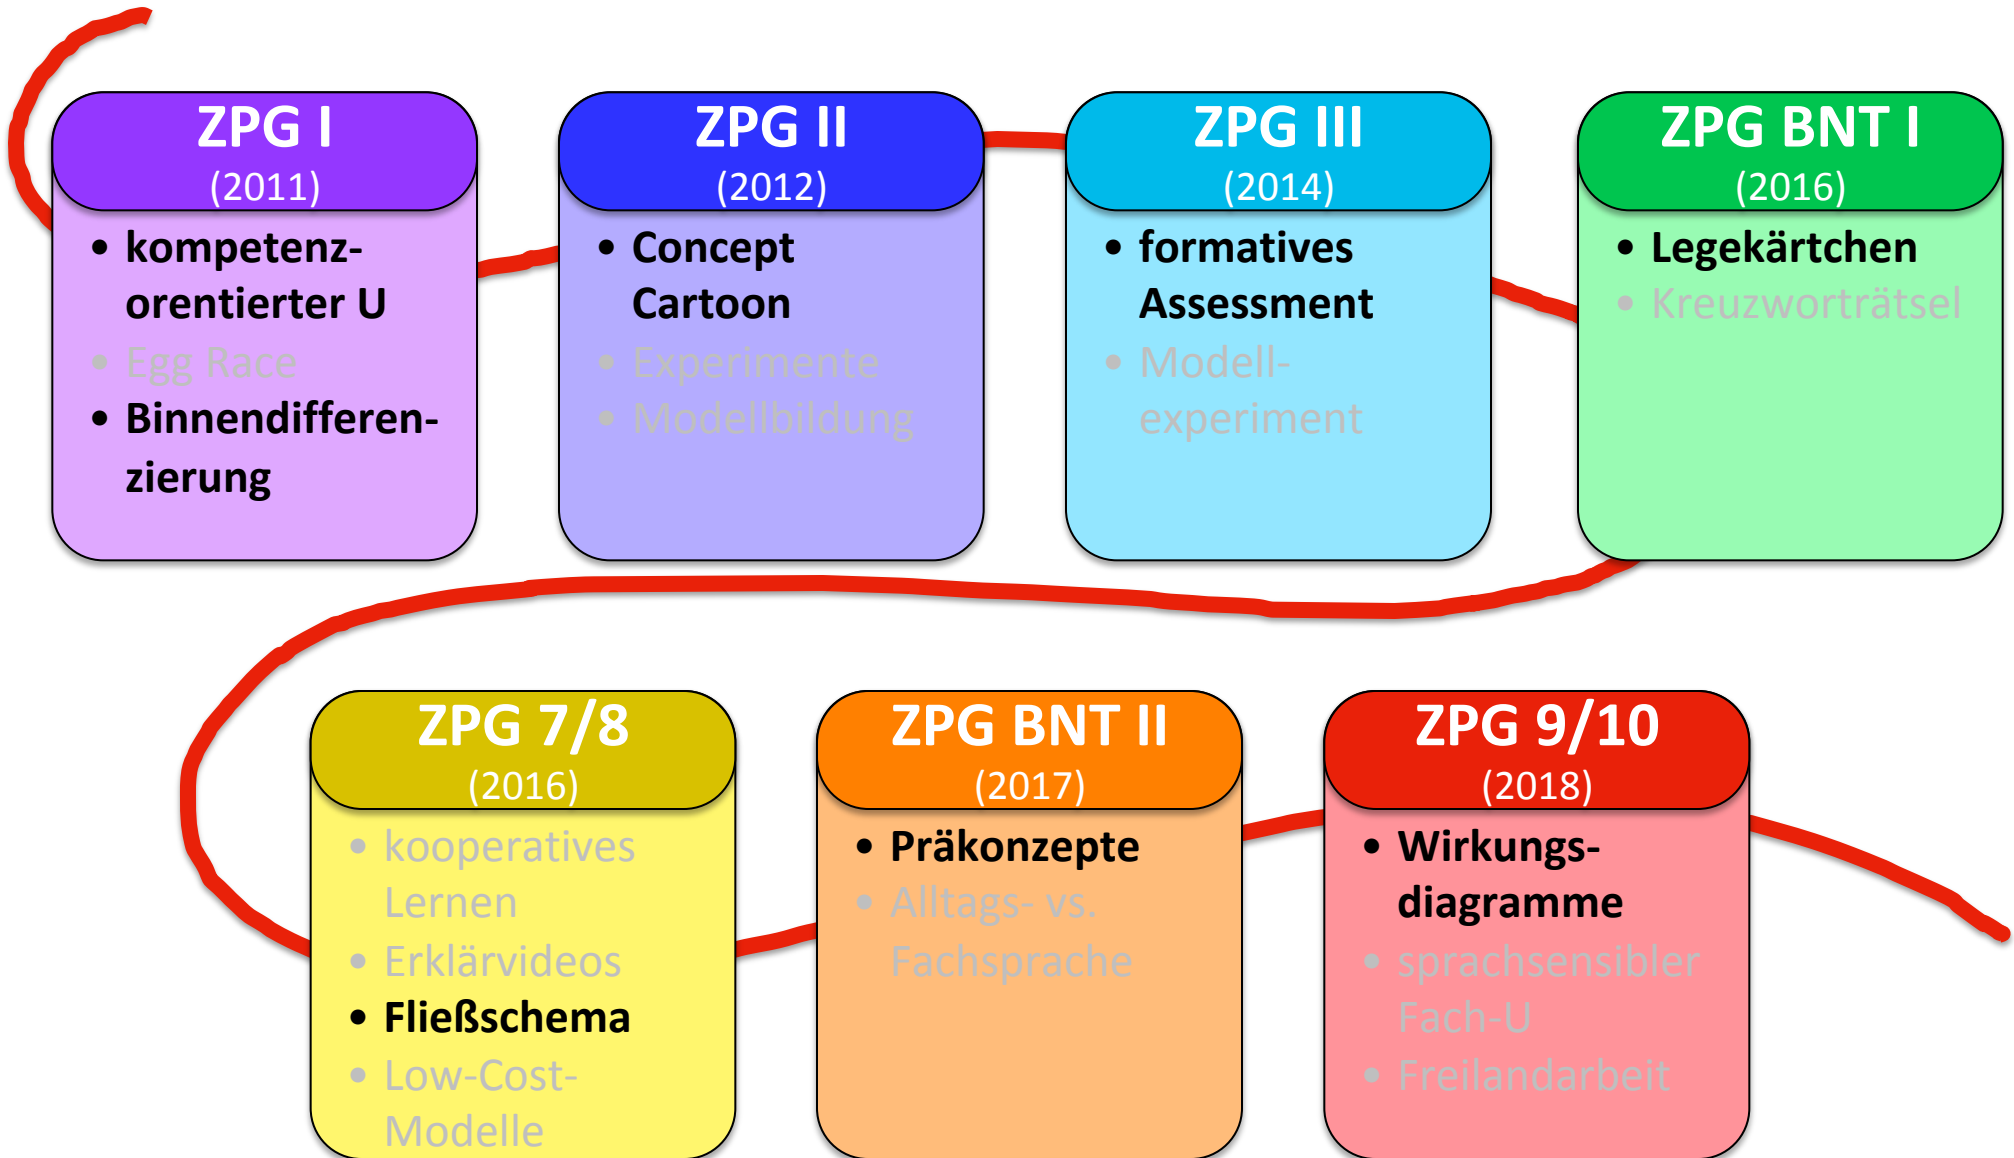 ZPG I
(2011)
• kompetenz-
orentierter U
• Egg Race
• Binnendifferen-
zierung
ZPG II
(2012)
• Concept
Cartoon
• Experimente
• Modellbildung
ZPG III
(2014)
• formatives
Assessment
• Modell-
experiment
ZPG BNT I
(2016)
• Legekärtchen
• Kreuzworträtsel
ZPG 7/8
(2016)
• kooperatives
Lernen
• Erklärvideos
• Fließschema
• Low-Cost-
Modelle
ZPG BNT II
(2017)
• Präkonzepte
• Alltags- vs.
Fachsprache
ZPG 9/10
(2018)
• Wirkungs-
diagramme
• sprachsensibler
Fach-U
• Freilandarbeit